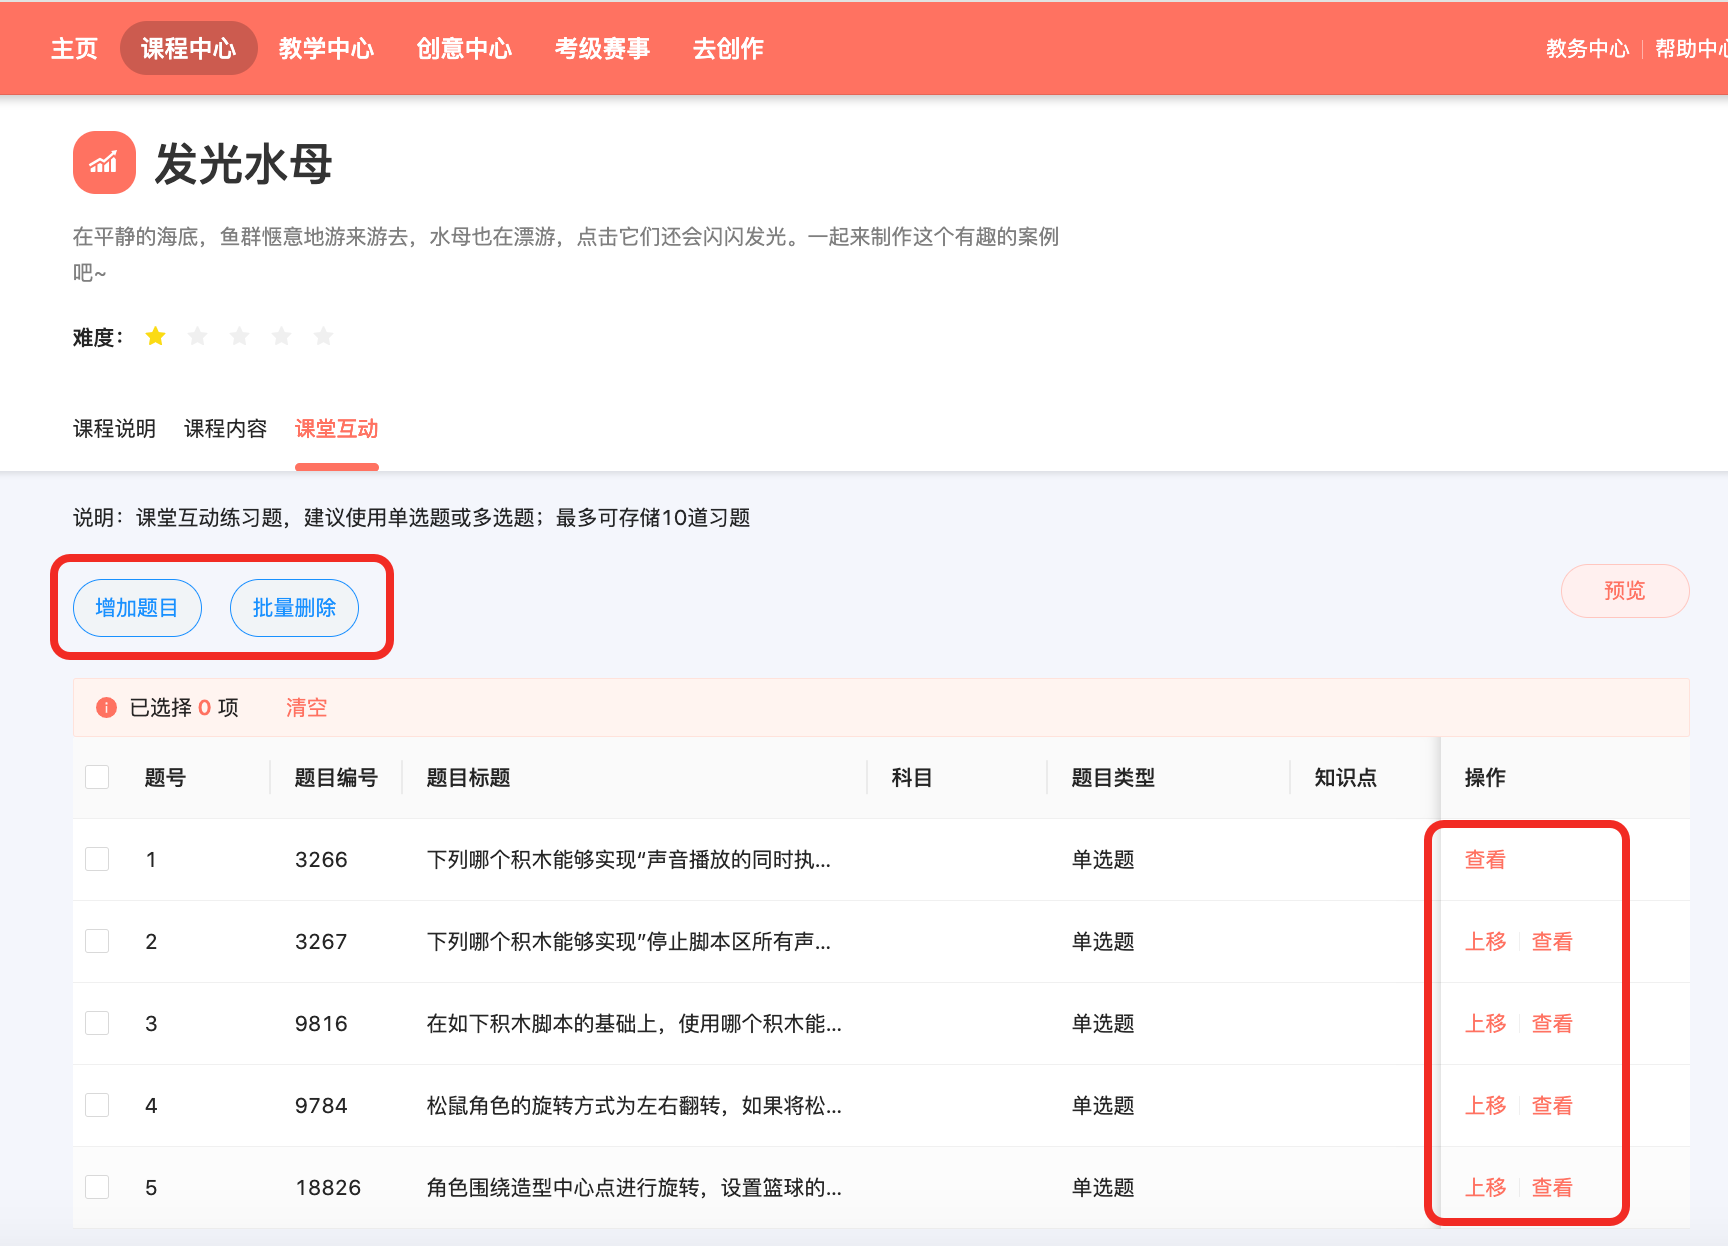 主页 课程中心 教学中心 创意中心 考级赛事 去创作 教务中心 帮助中
发光水母
在平静的海底，鱼群惬意地游来游去，水母也在漂游，点击它们还会闪闪发光。一起来制作这个有趣的案例
吧~
难度：
课程说明 课程内容 课堂互动
说明：课堂互动练习题，建议使用单选题或多选题；最多可存储10道习题
增加题目 批量删除 预览
已选择 0 项 清空
题号 题目编号 题目标题 科目 题目类型 知识点 操作
1 3266 下列哪个积木能够实现“声音播放的同时执... 单选题 查看
2 3267 下列哪个积木能够实现”停止脚本区所有声... 单选题 上移 查看
3 9816 在如下积木脚本的基础上，使用哪个积木能... 单选题 上移 查看
4 9784 松鼠角色的旋转方式为左右翻转，如果将松... 单选题 上移 查看
5 18826 角色围绕造型中心点进行旋转，设置篮球的... 单选题 上移 查看